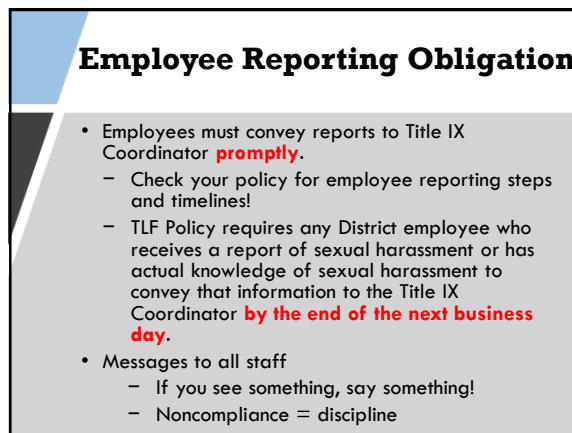 Employee Reporting Obligation
• Employees must convey reports to Title IX
Coordinator promptly.
– Check your policy for employee reporting steps
and timelines!
– TLF Policy requires any District employee who
receives a report of sexual harassment or has
actual knowledge of sexual harassment to
convey that information to the Title IX
Coordinator by the end of the next business
day.
• Messages to all staff
– If you see something, say something!
– Noncompliance = discipline